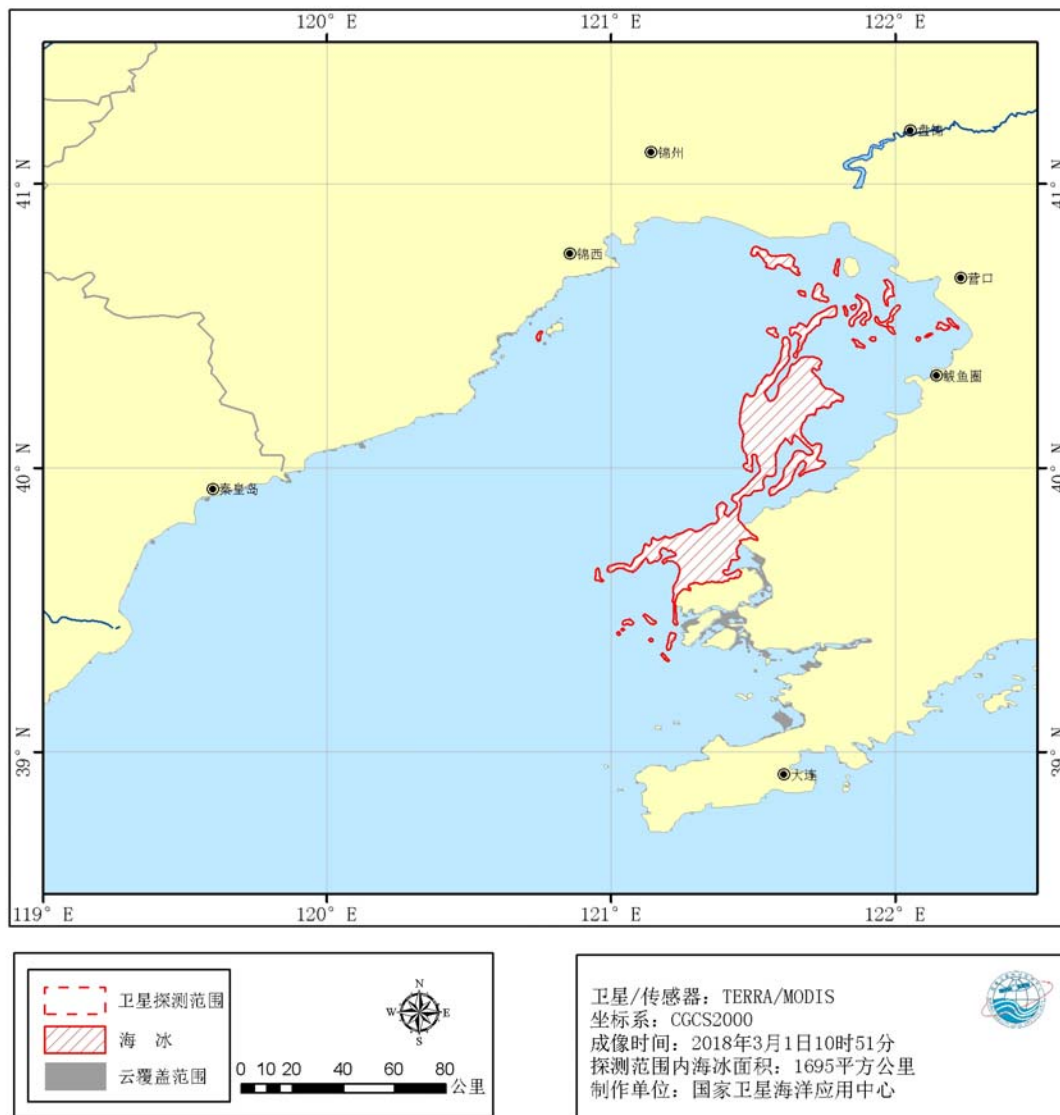 120° E
121° E
122° E
盘锦
锦州
41° N
41° N
锦西
营口
鲅鱼圈
40° N
40° N
秦皇岛
39° N
39° N
大连
119° E
120° E
121° E
122° E
卫星探测范围
海 冰
云覆盖范围
N
W
E
S
0 10 20 40 60 80
公里
卫星/传感器：TERRA/MODIS
坐标系：CGCS2000
成像时间：2018年3月1日10时51分
探测范围内海冰面积：1695平方公里
制作单位：国家卫星海洋应用中心